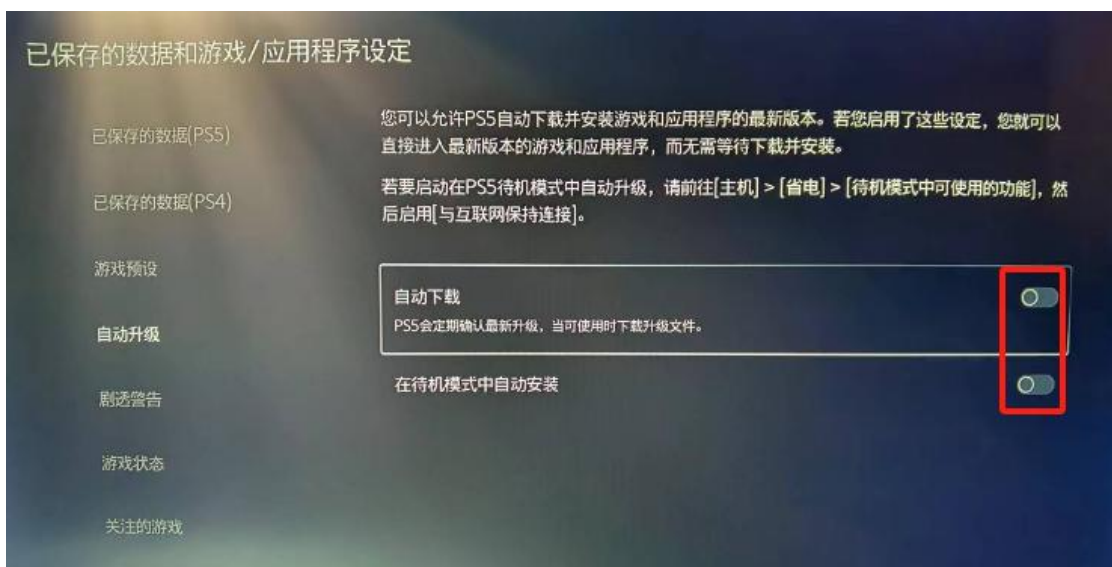 已保存的数据和游戏/应用程序设定
已保存的数据(PS5)
已保存的数据(PS4)
游戏预设
自动升级
剧透警告
游戏状态
关注的游戏
您可以允许PS5自动下载并安装游戏和应用程序的最新版本。若您启用了这些设定，您就可以
直接进入最新版本的游戏和应用程序，而无需等待下载并安装。
若要启动在PS5待机模式中自动升级，请前往[主机] > [省电] > [待机模式中可使用的功能]，然
后启用[与互联网保持连接]。
自动下载
PS5会定期确认最新升级，当可使用时下载升级文件。
在待机模式中自动安装